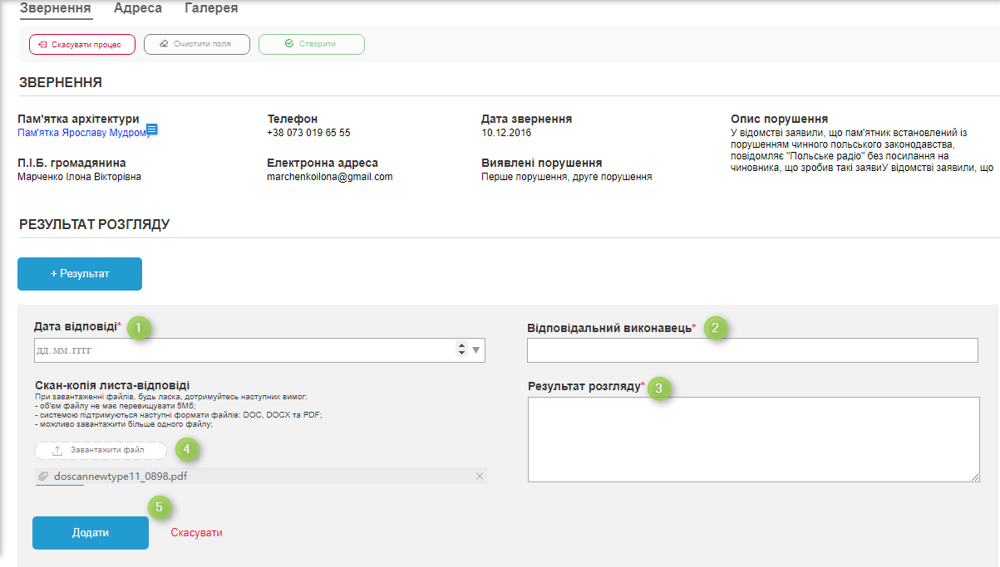 Звернення Адреса Галерея
Скасувати процес Очистити поля Створити
ЗВЕРНЕННЯ
Пам'ятка архітектури
Пам'ятка Ярославу Мудрому
Телефон
+38 073 019 65 55
Дата звернення
10.12.2016
Опис порушення
У відомстві заявили, що пам'ятник встановлений із
порушенням чинного польського законодавства,
повідомляє "Польське радіо" без посилання на
чиновника, що зробив такі заявиУ відомстві заявили, що
П.І.Б. громадянина
Марченко Ілона Вікторівна
Електронна адреса
marchenkoilona@gmail.com
Виявлені порушення
Перше порушення, друге порушення
РЕЗУЛЬТАТ РОЗГЛЯДУ
+ Результат
Дата відповіді* 1
дд.мм.гггг
Відповідальний виконавець* 2
Скан-копія листа-відповіді
При завантаженні файлів, будь ласка, дотримуйтесь наступних вимог:
- об'єм файлу не має перевищувати 5Мб;
- системою підтримуються наступні формати файлів: DOC, DOCX та PDF;
- можливо завантажити більше одного файлу;
Результат розгляду* 3
Завантажити файл 4
doscannewtype11_0898.pdf
5
Додати Скасувати